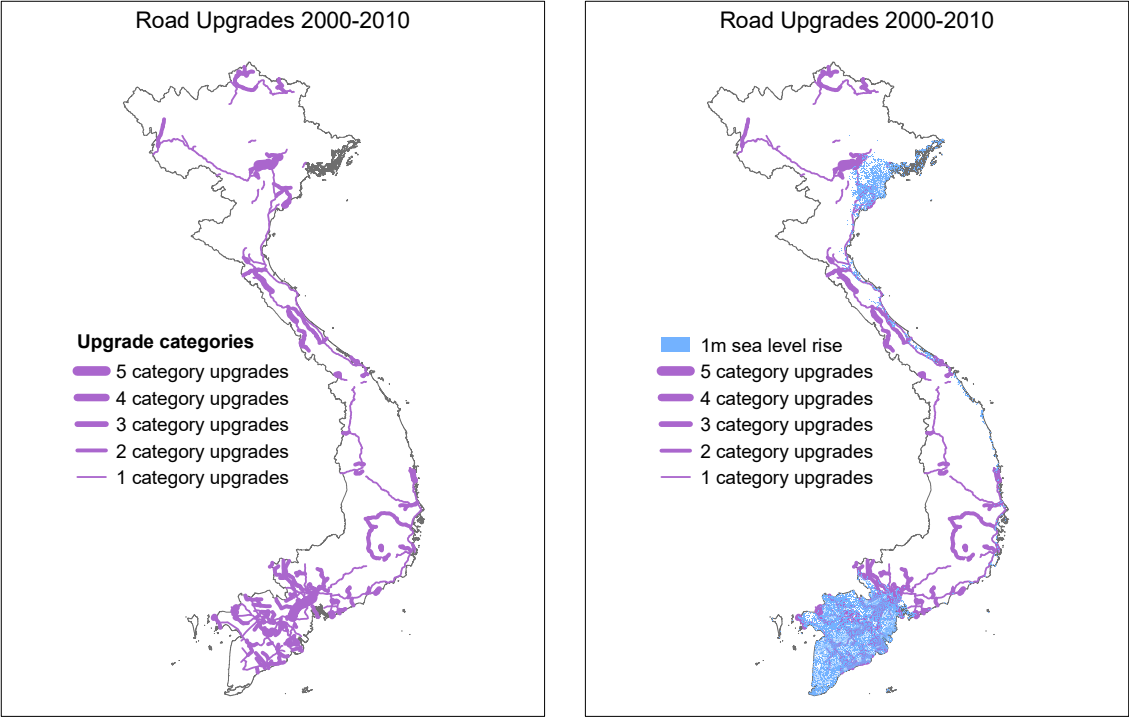 Road Upgrades 2000-2010
Upgrade categories
5 category upgrades
4 category upgrades
3 category upgrades
2 category upgrades
1 category upgrades
Road Upgrades 2000-2010
1m sea level rise
5 category upgrades
4 category upgrades
3 category upgrades
2 category upgrades
1 category upgrades